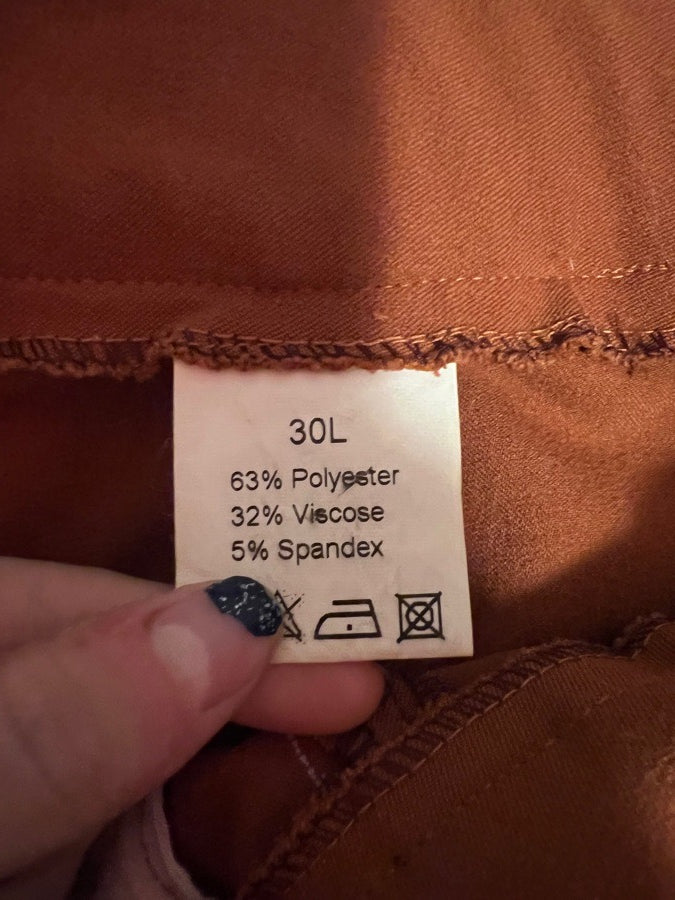 30L
63% Polyester
32% Viscose
5% Spandex